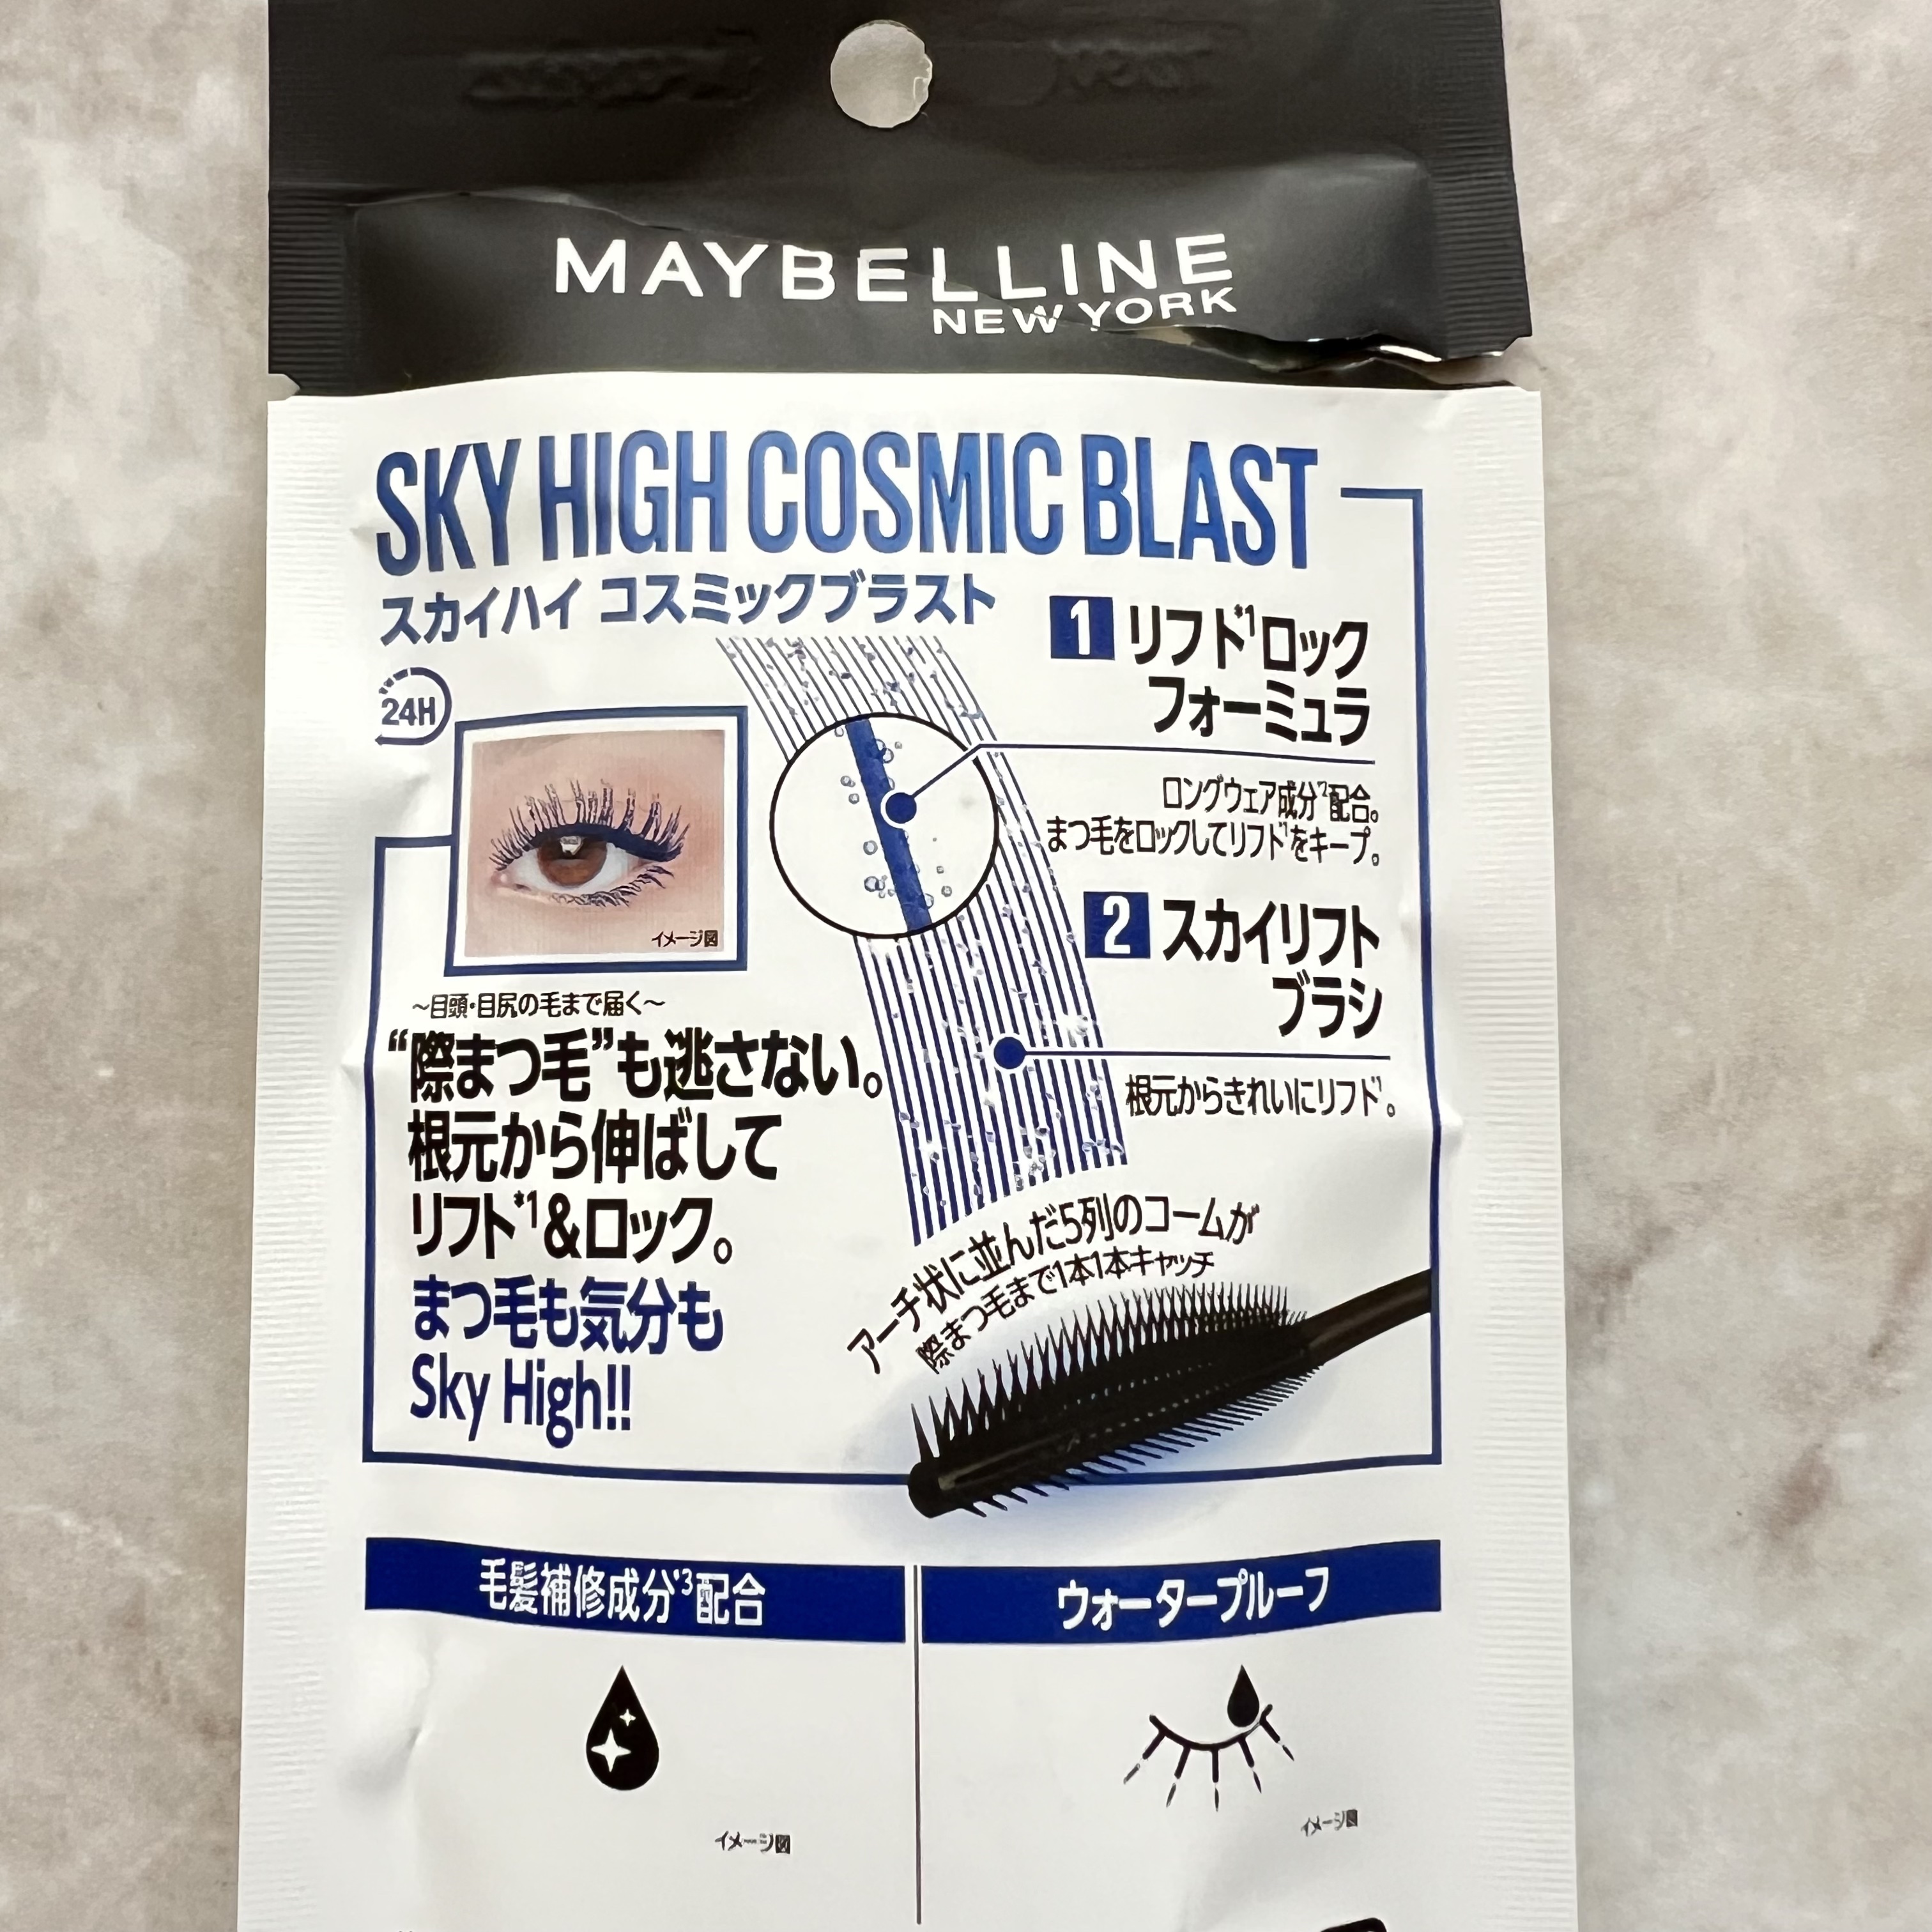 MAYBELLINE
NEW YORK
SKY HIGH COSMIC BLAST
スカイハイ コスミックブラスト
24H
イメージ図
～目頭・目尻の毛まで届く～
“際まつ毛”も逃さない。
根元から伸ばして
リフト*1&ロック。
まつ毛も気分も
Sky High!!
1 リフト*1ロック
フォーミュラ
ロングウェア成分*2配合。
まつ毛をロックしてリフト*1をキープ。
2 スカイリフト
ブラシ
根元からきれいにリフト*1。
アーチ状に並んだ5列のコームが
際まつ毛まで1本1本キャッチ
毛髪補修成分*3配合
イメージ図
ウォータープルーフ
イメージ図